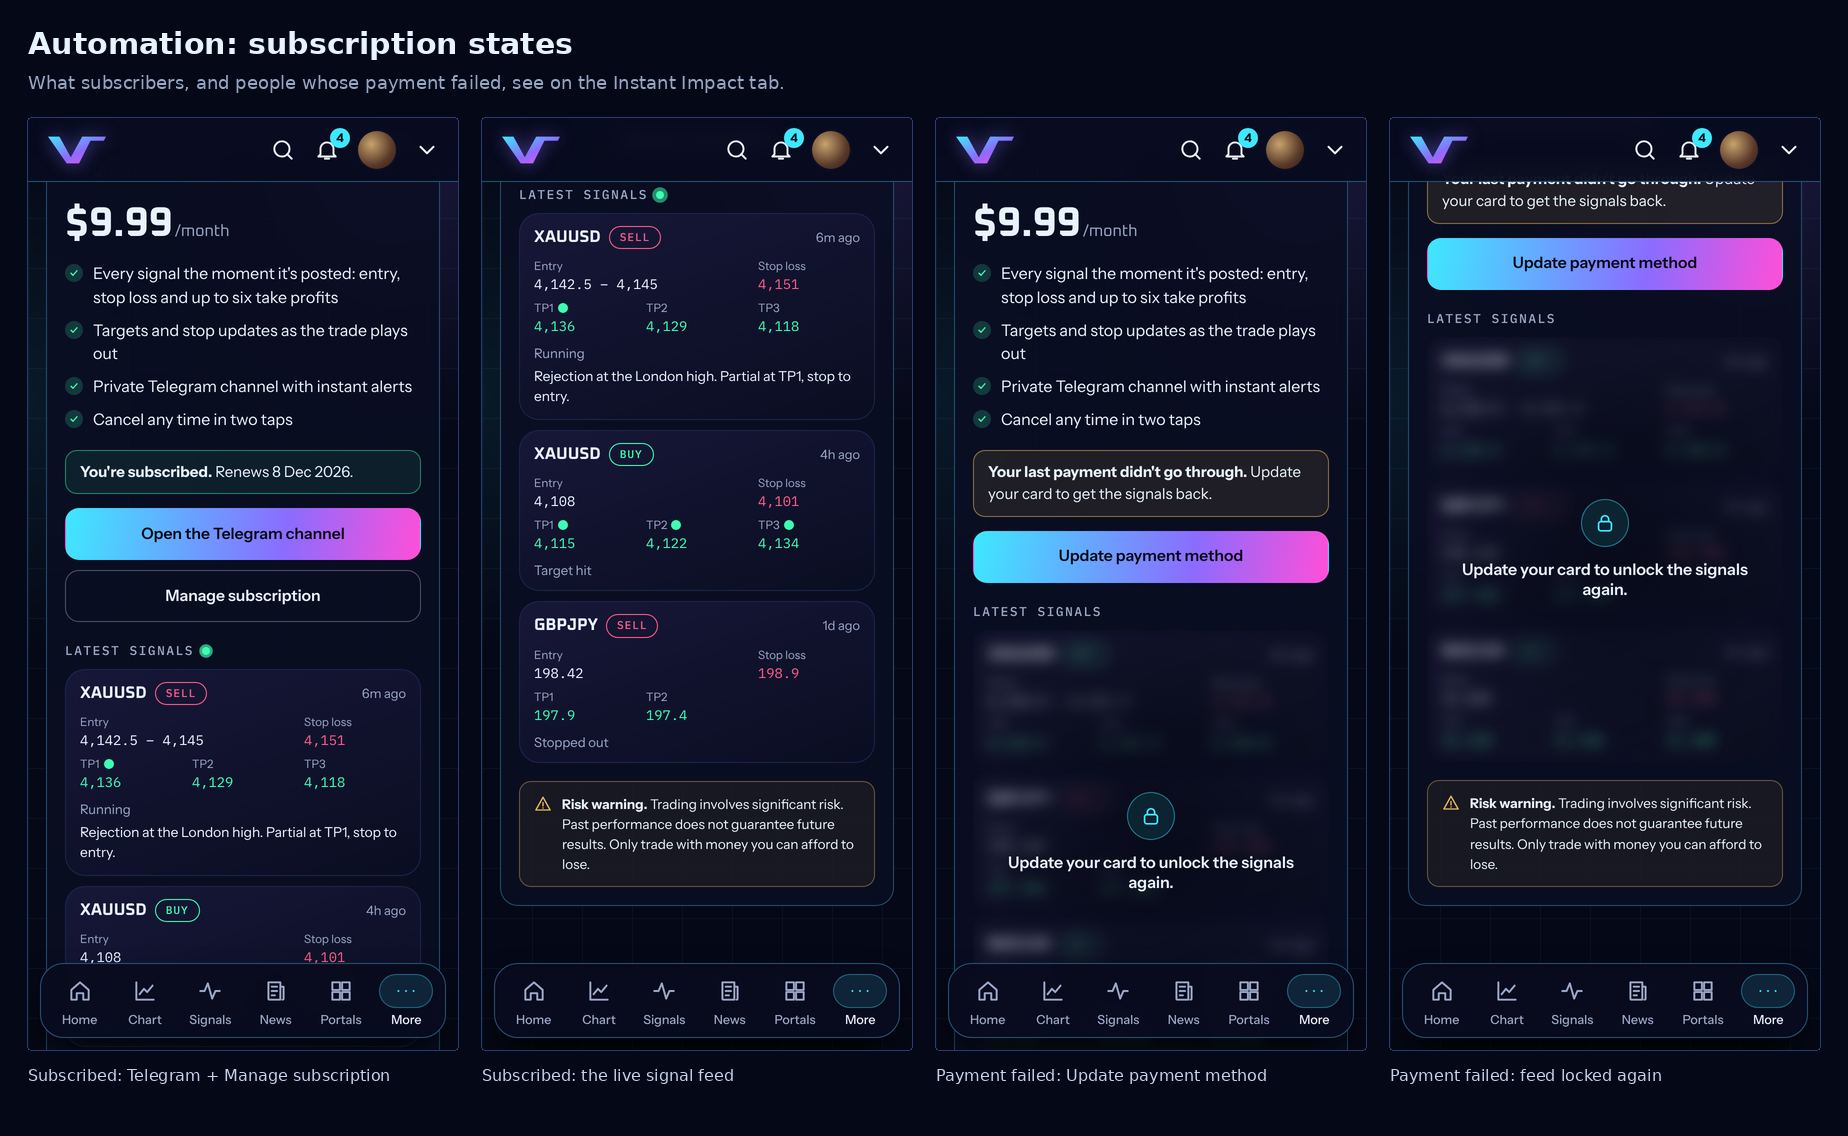 Automation: subscription states
What subscribers, and people whose payment failed, see on the Instant Impact tab.
4
$9.99/month
Every signal the moment it's posted: entry,
stop loss and up to six take profits
Targets and stop updates as the trade plays
out
Private Telegram channel with instant alerts
Cancel any time in two taps
You're subscribed. Renews 8 Dec 2026.
Open the Telegram channel
Manage subscription
LATEST SIGNALS
XAUUSD SELL 6m ago
Entry Stop loss
4,142.5 – 4,145 4,151
TP1 TP2 TP3
4,136 4,129 4,118
Running
Rejection at the London high. Partial at TP1, stop to
entry.
XAUUSD BUY 4h ago
Entry Stop loss
4,108 4,101
Home Chart Signals News Portals More
Subscribed: Telegram + Manage subscription
4
LATEST SIGNALS
XAUUSD SELL 6m ago
Entry Stop loss
4,142.5 – 4,145 4,151
TP1 TP2 TP3
4,136 4,129 4,118
Running
Rejection at the London high. Partial at TP1, stop to
entry.
XAUUSD BUY 4h ago
Entry Stop loss
4,108 4,101
TP1 TP2 TP3
4,115 4,122 4,134
Target hit
GBPJPY SELL 1d ago
Entry Stop loss
198.42 198.9
TP1 TP2
197.9 197.4
Stopped out
Risk warning. Trading involves significant risk.
Past performance does not guarantee future
results. Only trade with money you can afford to
lose.
Home Chart Signals News Portals More
Subscribed: the live signal feed
4
$9.99/month
Every signal the moment it's posted: entry,
stop loss and up to six take profits
Targets and stop updates as the trade plays
out
Private Telegram channel with instant alerts
Cancel any time in two taps
Your last payment didn't go through. Update
your card to get the signals back.
Update payment method
LATEST SIGNALS
Update your card to unlock the signals
again.
Home Chart Signals News Portals More
Payment failed: Update payment method
4
Your last payment didn't go through. Update
your card to get the signals back.
Update payment method
LATEST SIGNALS
Update your card to unlock the signals
again.
Risk warning. Trading involves significant risk.
Past performance does not guarantee future
results. Only trade with money you can afford to
lose.
Home Chart Signals News Portals More
Payment failed: feed locked again